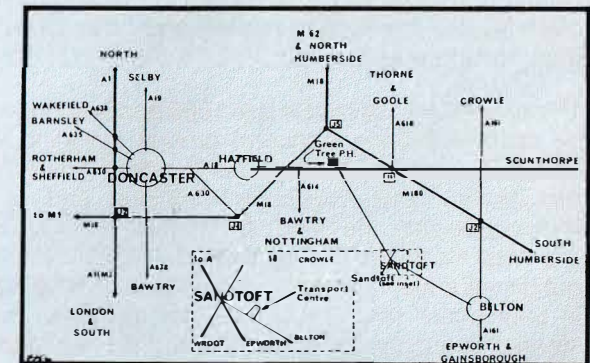 NORTH
A1
SELBY
A19
WAKEFIELD
A638
BARNSLEY
A635
ROTHERHAM
&
SHEFFIELD
A630
DONCASTER
A18
HATFIELD
A630
M 62
& NORTH
HUMBERSIDE
M18
J5
Green
Tree P.H.
THORNE
&
GOOLE
A614
CROWLE
A161
SCUNTHORPE
to M1
M18
J4
M18
A614
BAWTRY
&
NOTTINGHAM
M180
J2
SOUTH
HUMBERSIDE
A1(M)
LONDON
&
SOUTH
A638
BAWTRY
SANDTOFT
Sandtoft
(see inset)
BELTON
A161
EPWORTH &
GAINSBOROUGH
to A 18
CROWLE
SANDTOFT
Transport
Centre
WROOT
EPWORTH
BELTON